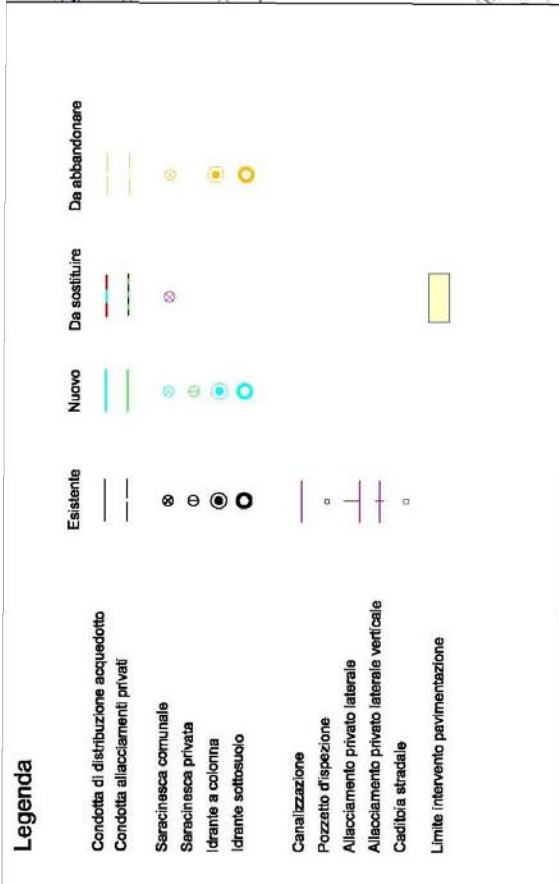 Legenda
Esistente Nuovo Da sostituire Da abbandonare
Condotta di distribuzione acquedotto
Condotta allacciamenti privati
Saracinesca comunale
Saracinesca privata
Idrante a colonna
Idrante sottosuolo
Canalizzazione
Pozzetto d'ispezione
Allacciamento privato laterale
Allacciamento privato laterale verticale
Caditoia stradale
Limite intervento pavimentazione